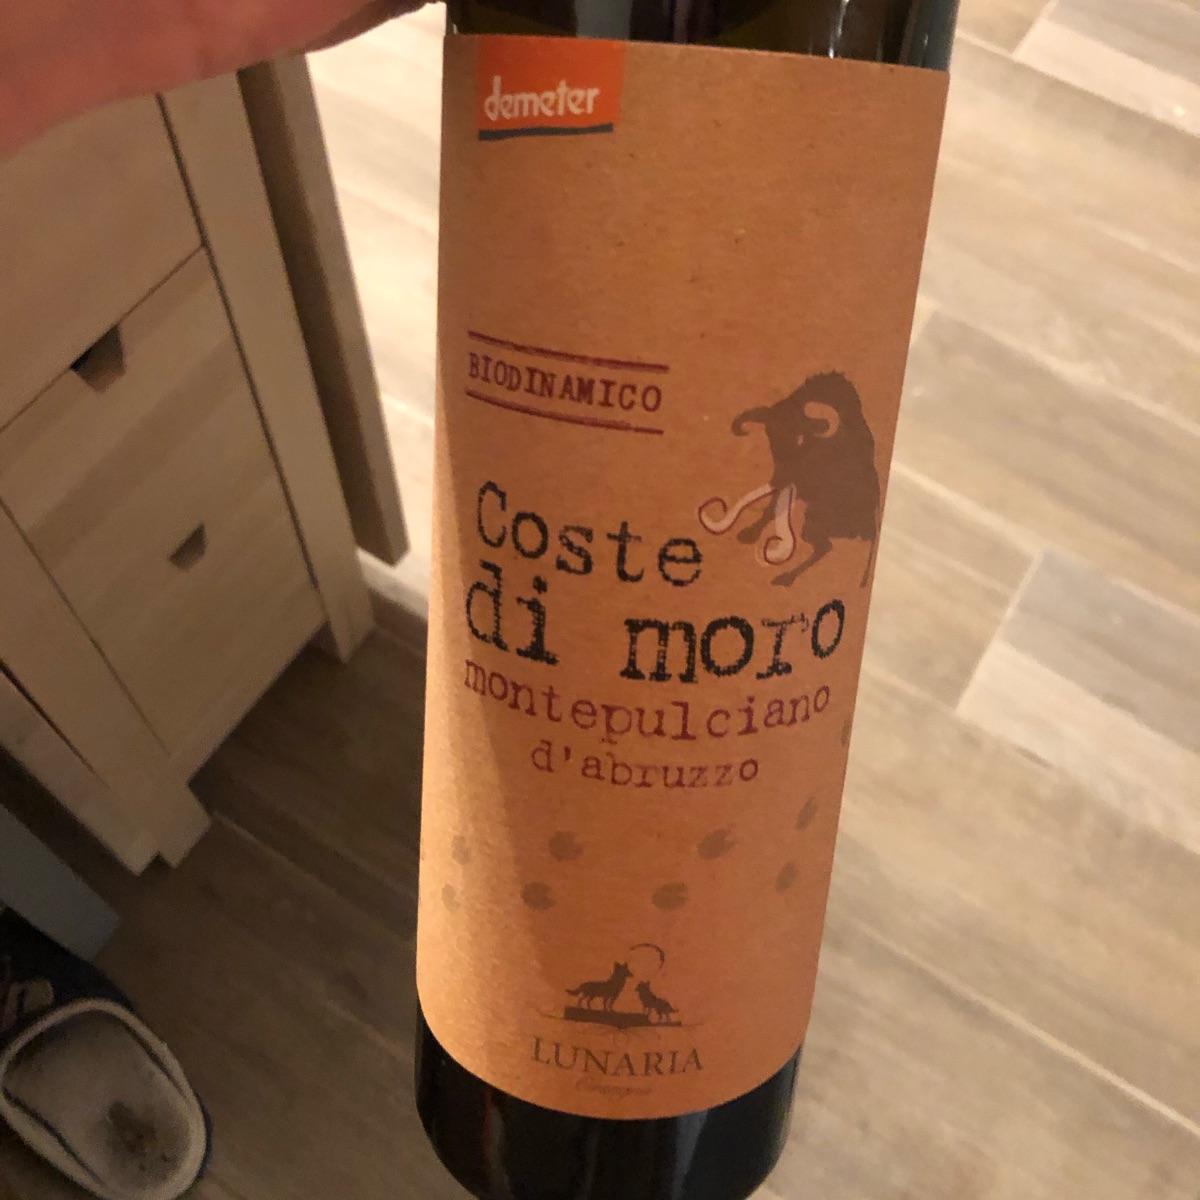 demeter
BIODINAMICO
Coste
di moro
montepulciano
d'abruzzo
LUNARIA